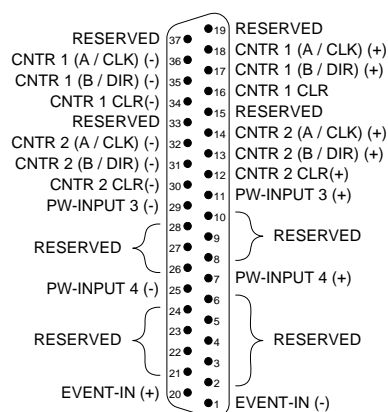 RESERVED 37 19 RESERVED
CNTR 1 (A / CLK) (-) 36 18 CNTR 1 (A / CLK) (+)
CNTR 1 (B / DIR) (-) 35 17 CNTR 1 (B / DIR) (+)
CNTR 1 CLR(-) 34 16 CNTR 1 CLR
RESERVED 33 15 RESERVED
CNTR 2 (A / CLK) (-) 32 14 CNTR 2 (A / CLK) (+)
CNTR 2 (B / DIR) (-) 31 13 CNTR 2 (B / DIR) (+)
CNTR 2 CLR(-) 30 12 CNTR 2 CLR(+)
PW-INPUT 3 (-) 29 11 PW-INPUT 3 (+)
28 10
RESERVED 27 9 RESERVED
26 8
PW-INPUT 4 (-) 25 7 PW-INPUT 4 (+)
24 6
23 5
RESERVED 22 4 RESERVED
21 3
2
EVENT-IN (+) 20 1 EVENT-IN (-)